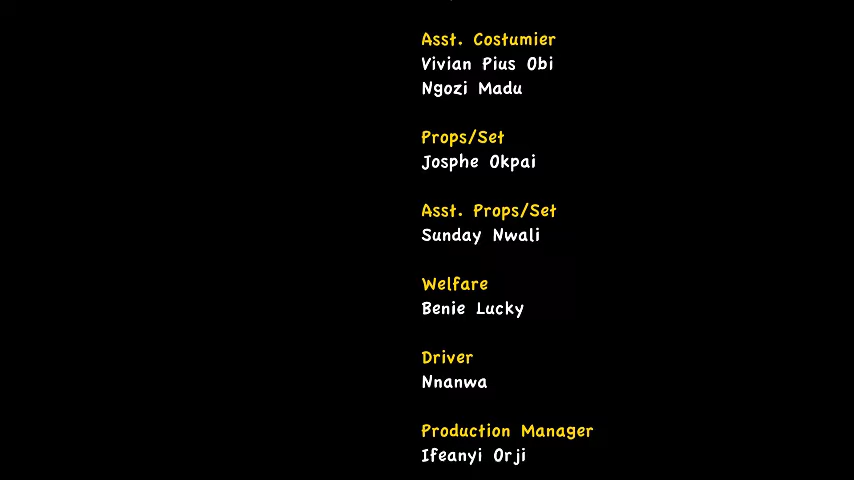 Asst. Costumier
Vivian Pius Obi
Ngozi Madu
Props/Set
Josphe Okpai
Asst. Props/Set
Sunday Nwali
Welfare
Benie Lucky
Driver
Nnanwa
Production Manager
Ifeanyi Orji